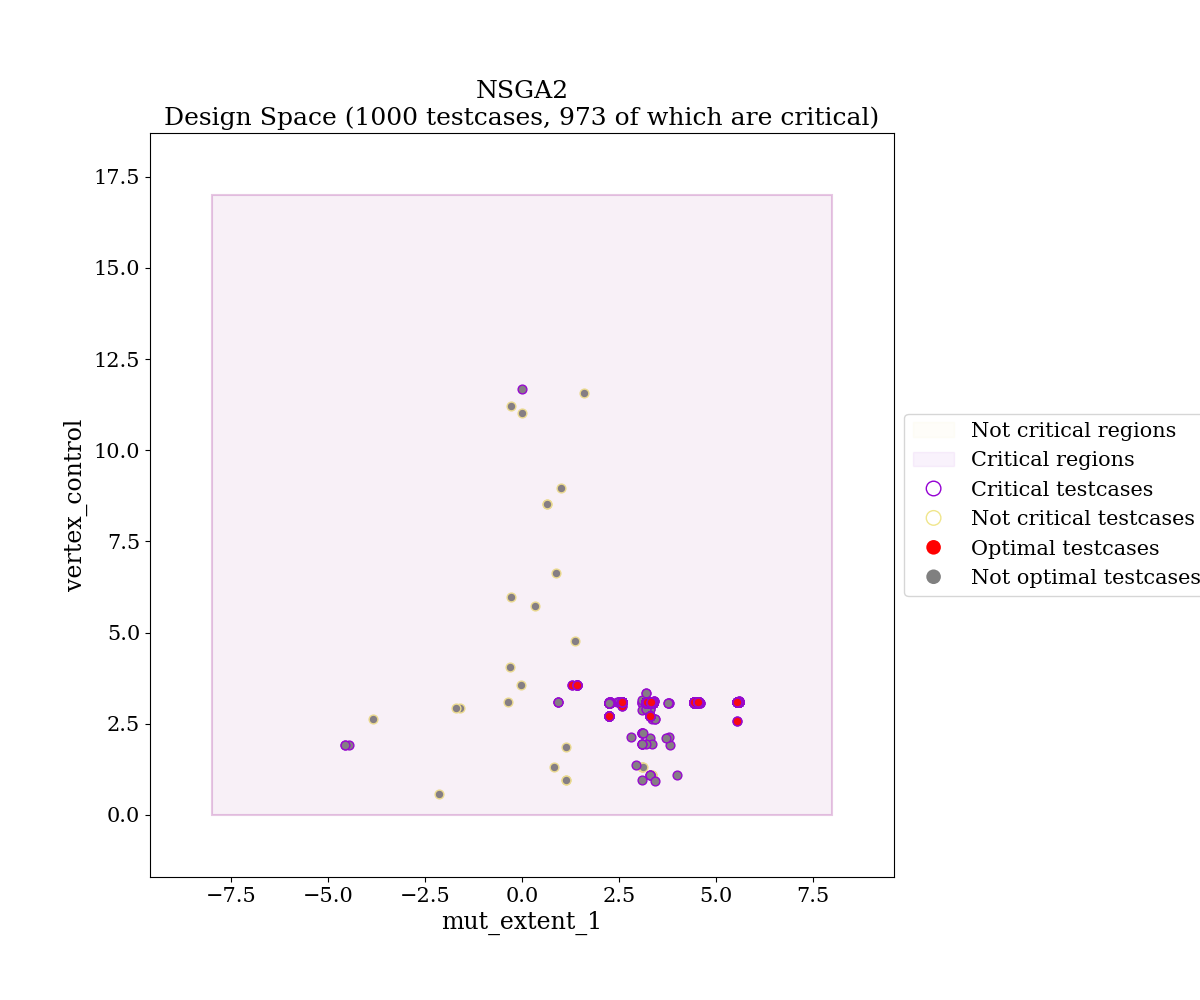 NSGA2
Design Space (1000 testcases, 973 of which are critical)
17.5
15.0
12.5
10.0
7.5
5.0
2.5
0.0
vertex_control
−7.5
−5.0
−2.5
0.0
2.5
5.0
7.5
mut_extent_1
Not critical regions
Critical regions
Critical testcases
Not critical testcases
Optimal testcases
Not optimal testcases